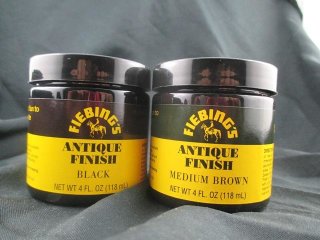 FIEBING'S
ANTIQUE
FINISH
BLACK
NET WT 4 FL. OZ (118 mL)
FIEBING'S
ANTIQUE
FINISH
MEDIUM BROWN
NET WT 4 FL. OZ (118 mL)